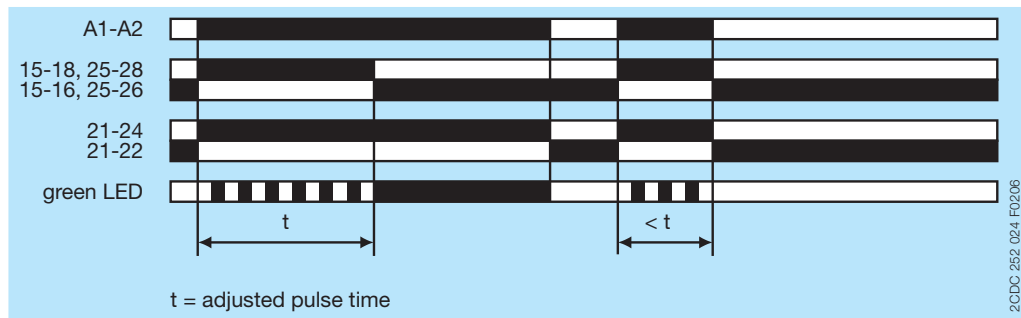 A1-A2
15-18, 25-28
15-16, 25-26
21-24
21-22
green LED
t
< t
t = adjusted pulse time
2CDC 252 024 F0206